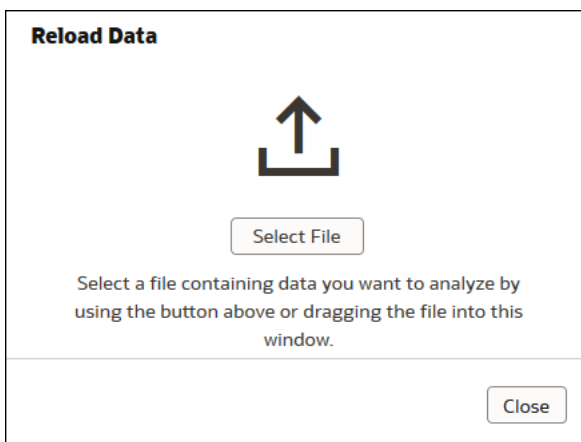 Reload Data
Select File
Select a file containing data you want to analyze by
using the button above or dragging the file into this
window.
Close